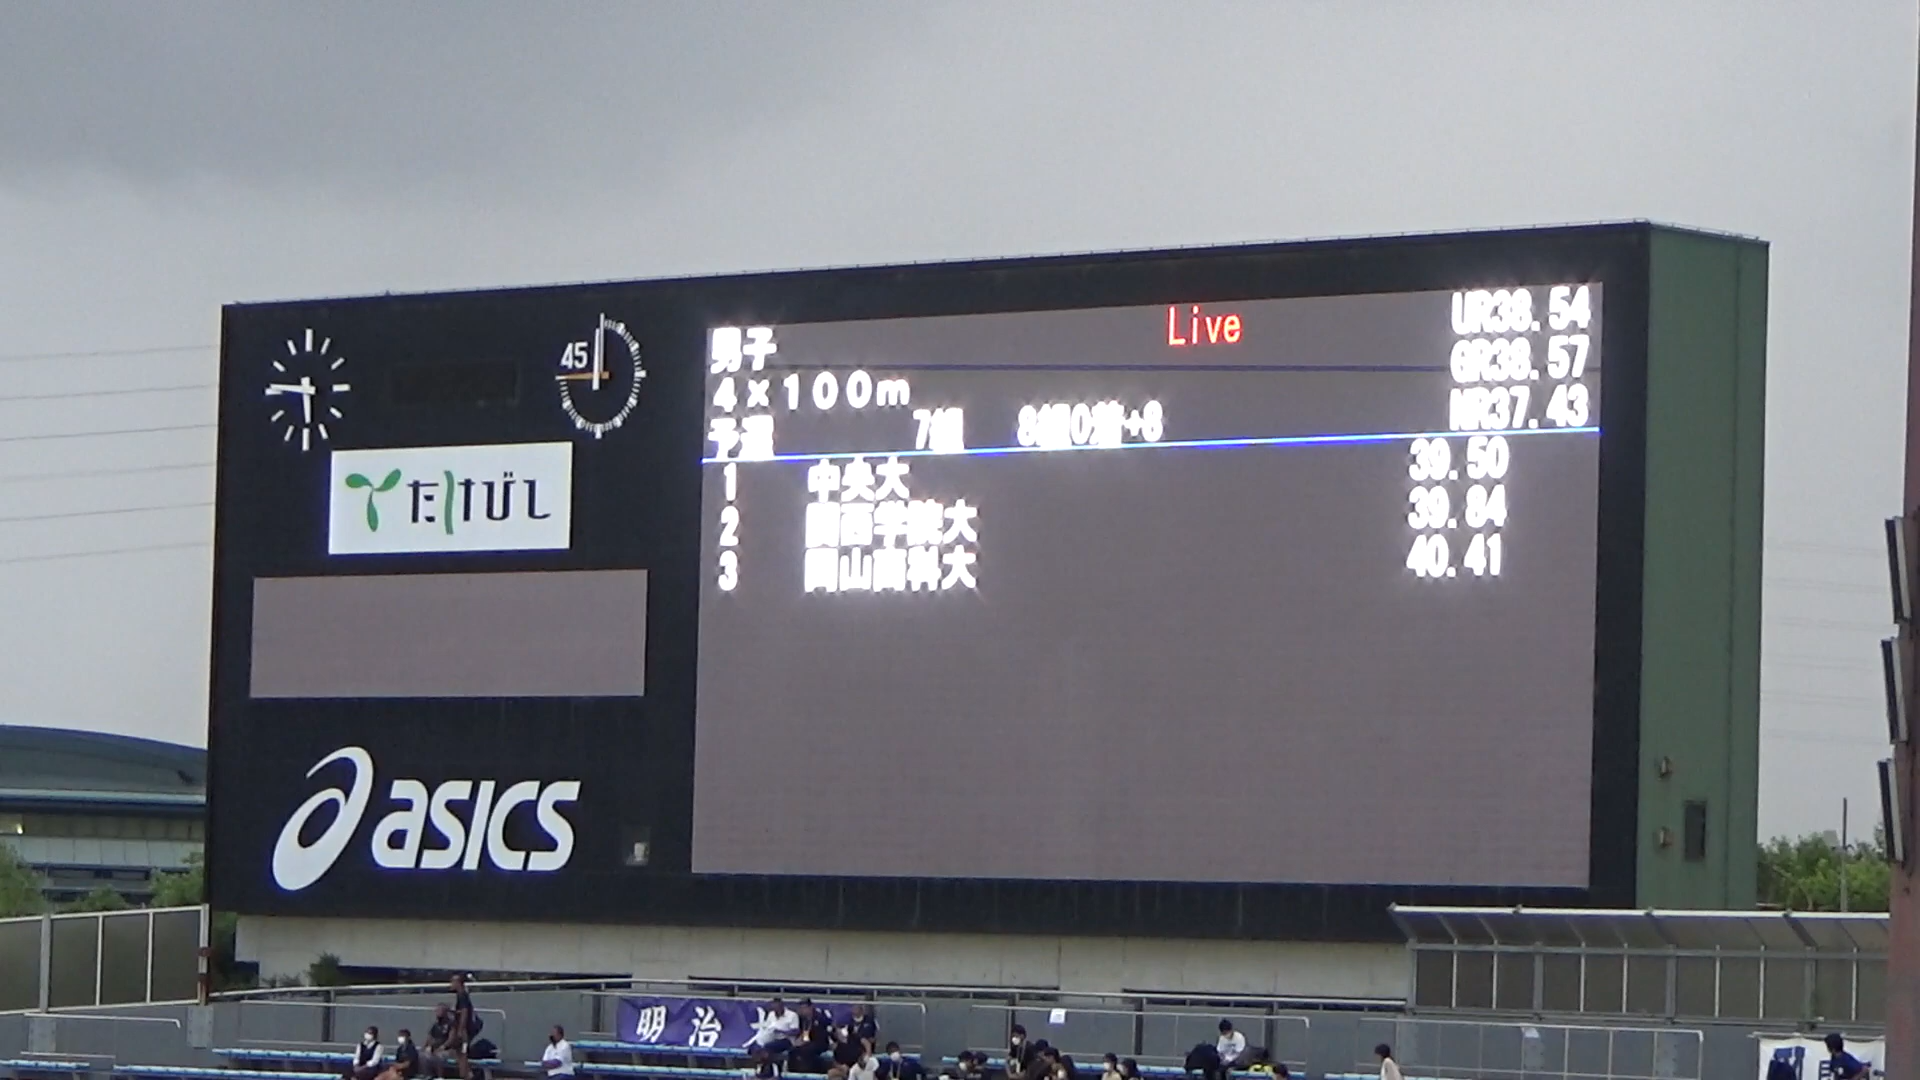 45
たけびし
asics
男子 Live UR38.54
4×100m GR38.57
予選 7組 8組0着+8 NR37.43
1 中央大 39.50
2 関西学院大 39.84
3 岡山商科大 40.41
明治大